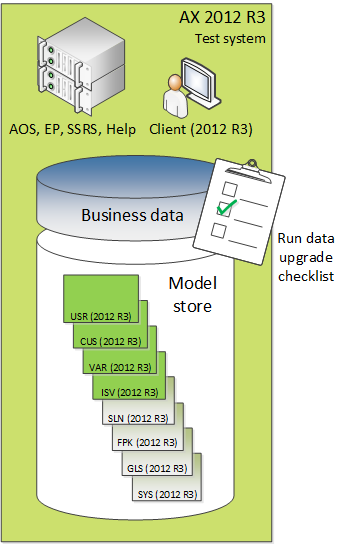 AX 2012 R3
Test system
AOS, EP, SSRS, Help
Client (2012 R3)
Business data
Run data
upgrade
checklist
Model
store
USR (2012 R3)
CUS (2012 R3)
VAR (2012 R3)
ISV (2012 R3)
SLN (2012 R3)
FPK (2012 R3)
GLS (2012 R3)
SYS (2012 R3)